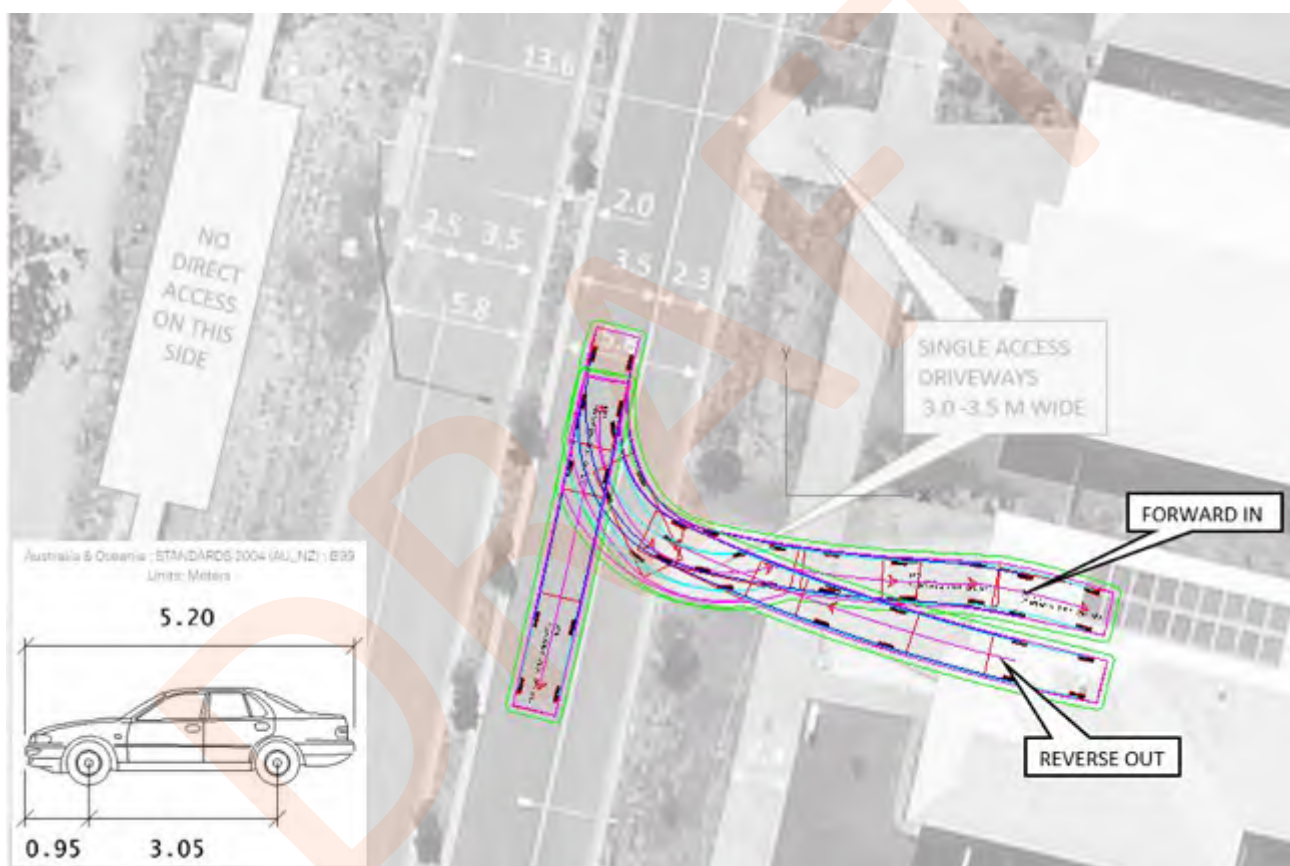 13.6
2.0
2.5 3.5
3.5 2.3
5.8
5.8
NO
DIRECT
ACCESS
ON THIS
SIDE
SINGLE ACCESS
DRIVEWAYS
3.0 -3.5 M WIDE
Y
X
FORWARD IN
REVERSE OUT
Australia & Oceania : STANDARDS 2004 (AU_NZ) : B99
Units: Meters
5.20
0.95 3.05
DRAFT